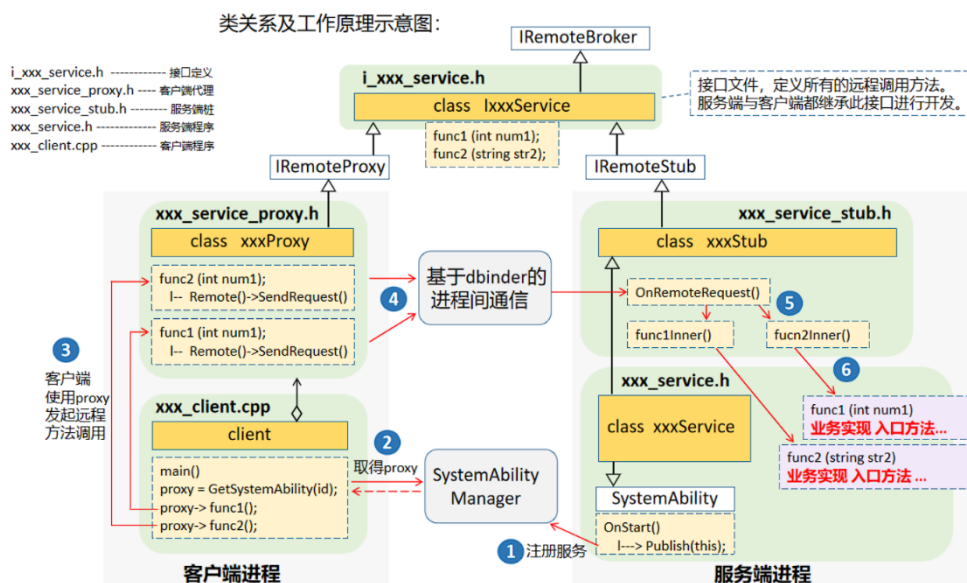 类关系及工作原理示意图：
IRemoteBroker
i_xxx_service.h ------------ 接口定义
xxx_service_proxy.h ---- 客户端代理
xxx_service_stub.h -------- 服务端桩
xxx_service.h ------------ 服务端程序
xxx_client.cpp ------------ 客户端程序
i_xxx_service.h
class IxxxService
func1 (int num1);
func2 (string str2);
接口文件，定义所有的远程调用方法。
服务端与客户端都继承此接口进行开发。
IRemoteProxy
IRemoteStub
xxx_service_proxy.h
class xxxProxy
func2 (int num1);
l-- Remote()->SendRequest()
func1 (int num1);
l-- Remote()->SendRequest()
4
基于dbinder的
进程间通信
xxx_service_stub.h
class xxxStub
OnRemoteRequest()
5
func1Inner()
fucn2Inner()
6
3
客户端
使用proxy
发起远程
方法调用
xxx_client.cpp
client
main()
proxy = GetSystemAbility(id);
proxy-> func1();
proxy-> func2();
2
取得proxy
SystemAbility
Manager
1
注册服务
xxx_service.h
class xxxService
func1 (int num1)
业务实现 入口方法...
func2 (string str2)
业务实现 入口方法 ...
SystemAbility
OnStart()
l---> Publish(this);
客户端进程
服务端进程